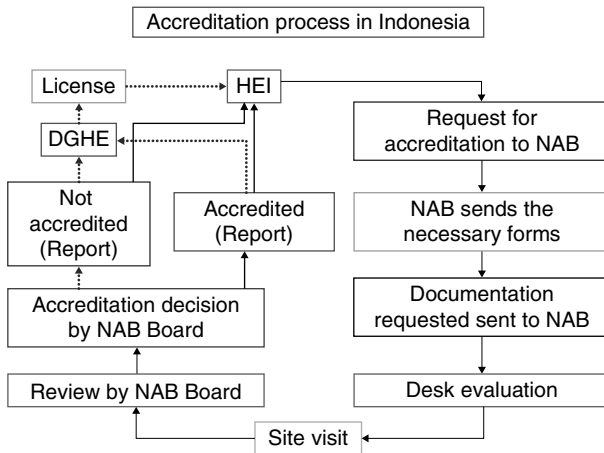 Accreditation process in Indonesia
License
HEI
DGHE
Request for
accreditation to NAB
Not
accredited
(Report)
Accredited
(Report)
NAB sends the
necessary forms
Accreditation decision
by NAB Board
Documentation
requested sent to NAB
Review by NAB Board
Desk evaluation
Site visit